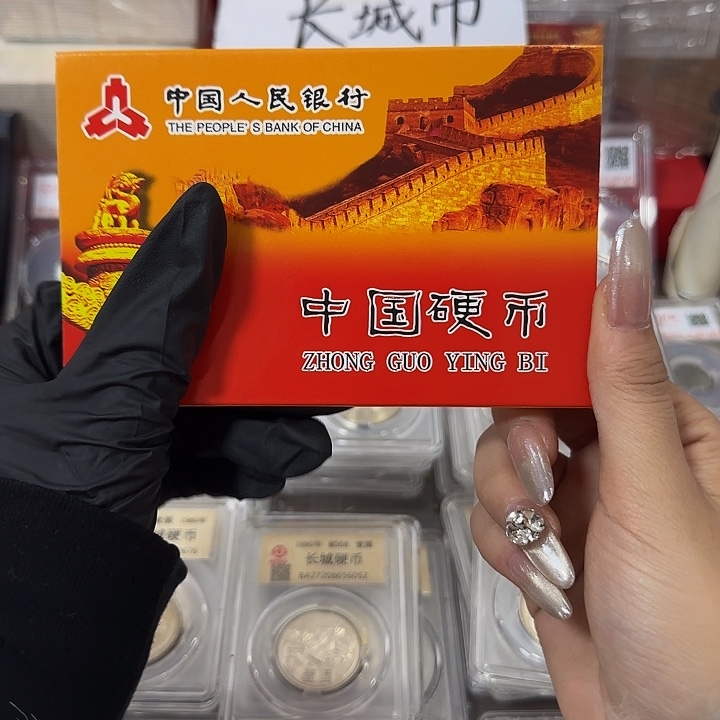 长城币
中国人民银行
THE PEOPLE'S BANK OF CHINA
中国硬币
ZHONG GUO YING BI
长城硬币